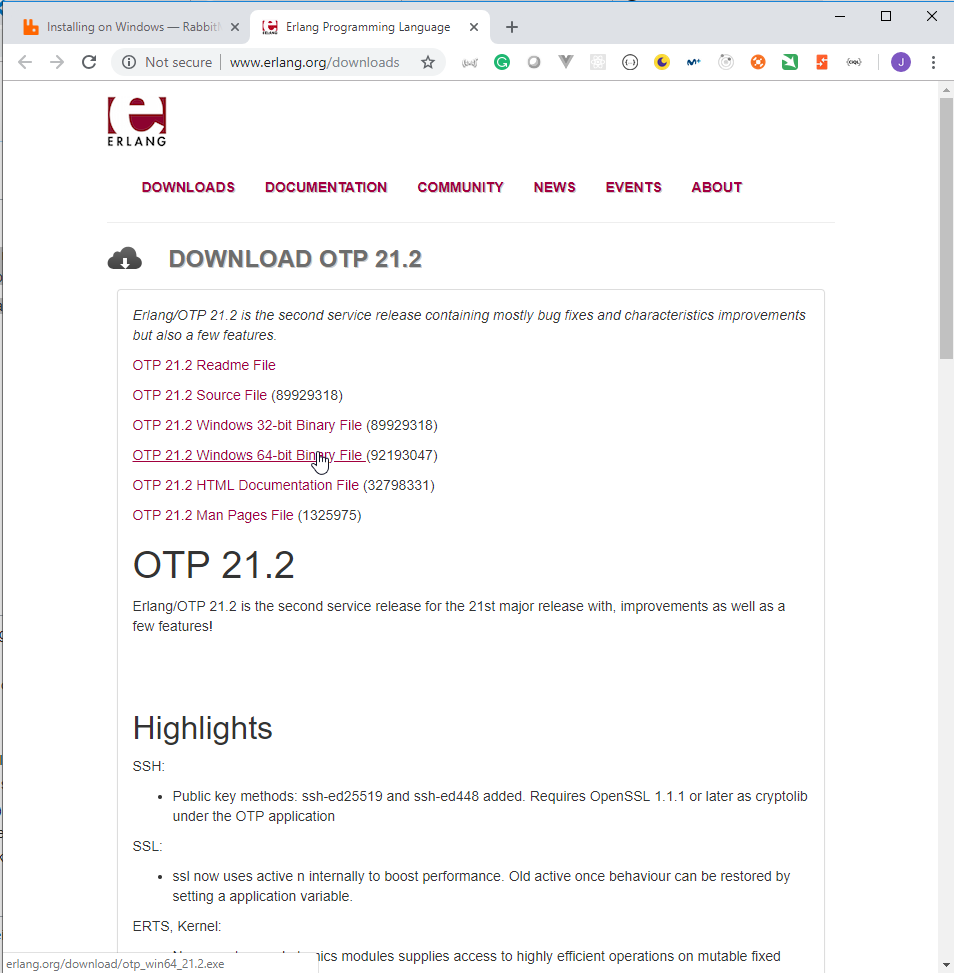 Installing on Windows — Rabbit
Erlang Programming Language
Not secure
www.erlang.org/downloads
J
ERLANG
DOWNLOADS
DOCUMENTATION
COMMUNITY
NEWS
EVENTS
ABOUT
DOWNLOAD OTP 21.2
Erlang/OTP 21.2 is the second service release containing mostly bug fixes and characteristics improvements
but also a few features.
OTP 21.2 Readme File
OTP 21.2 Source File (89929318)
OTP 21.2 Windows 32-bit Binary File (89929318)
OTP 21.2 Windows 64-bit Binary File (92193047)
OTP 21.2 HTML Documentation File (32798331)
OTP 21.2 Man Pages File (1325975)
OTP 21.2
Erlang/OTP 21.2 is the second service release for the 21st major release with, improvements as well as a
few features!
Highlights
SSH:
• Public key methods: ssh-ed25519 and ssh-ed448 added. Requires OpenSSL 1.1.1 or later as cryptolib
under the OTP application
SSL:
• ssl now uses active n internally to boost performance. Old active once behaviour can be restored by
setting a application variable.
ERTS, Kernel:
modules supplies access to highly efficient operations on mutable fixed
erlang.org/download/otp_win64_21.2.exe